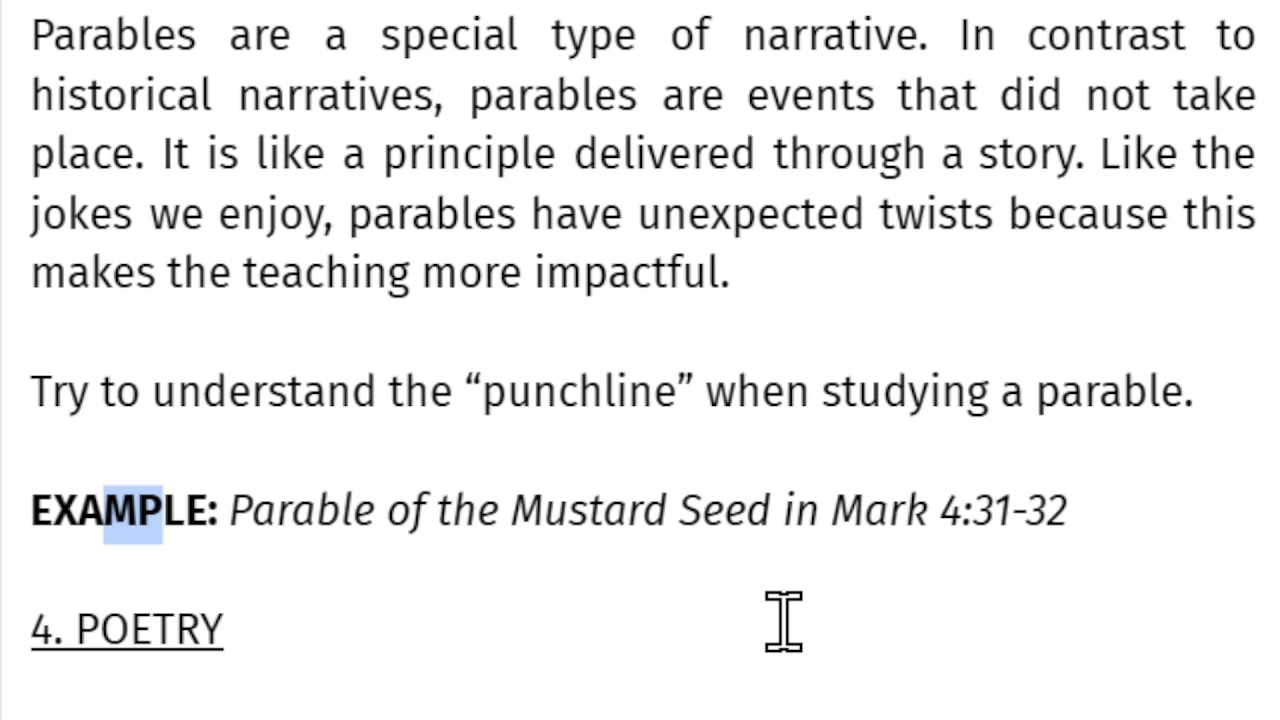 Parables are a special type of narrative. In contrast to
historical narratives, parables are events that did not take
place. It is like a principle delivered through a story. Like the
jokes we enjoy, parables have unexpected twists because this
makes the teaching more impactful.
Try to understand the “punchline” when studying a parable.
EXAMPLE: Parable of the Mustard Seed in Mark 4:31-32
4. POETRY